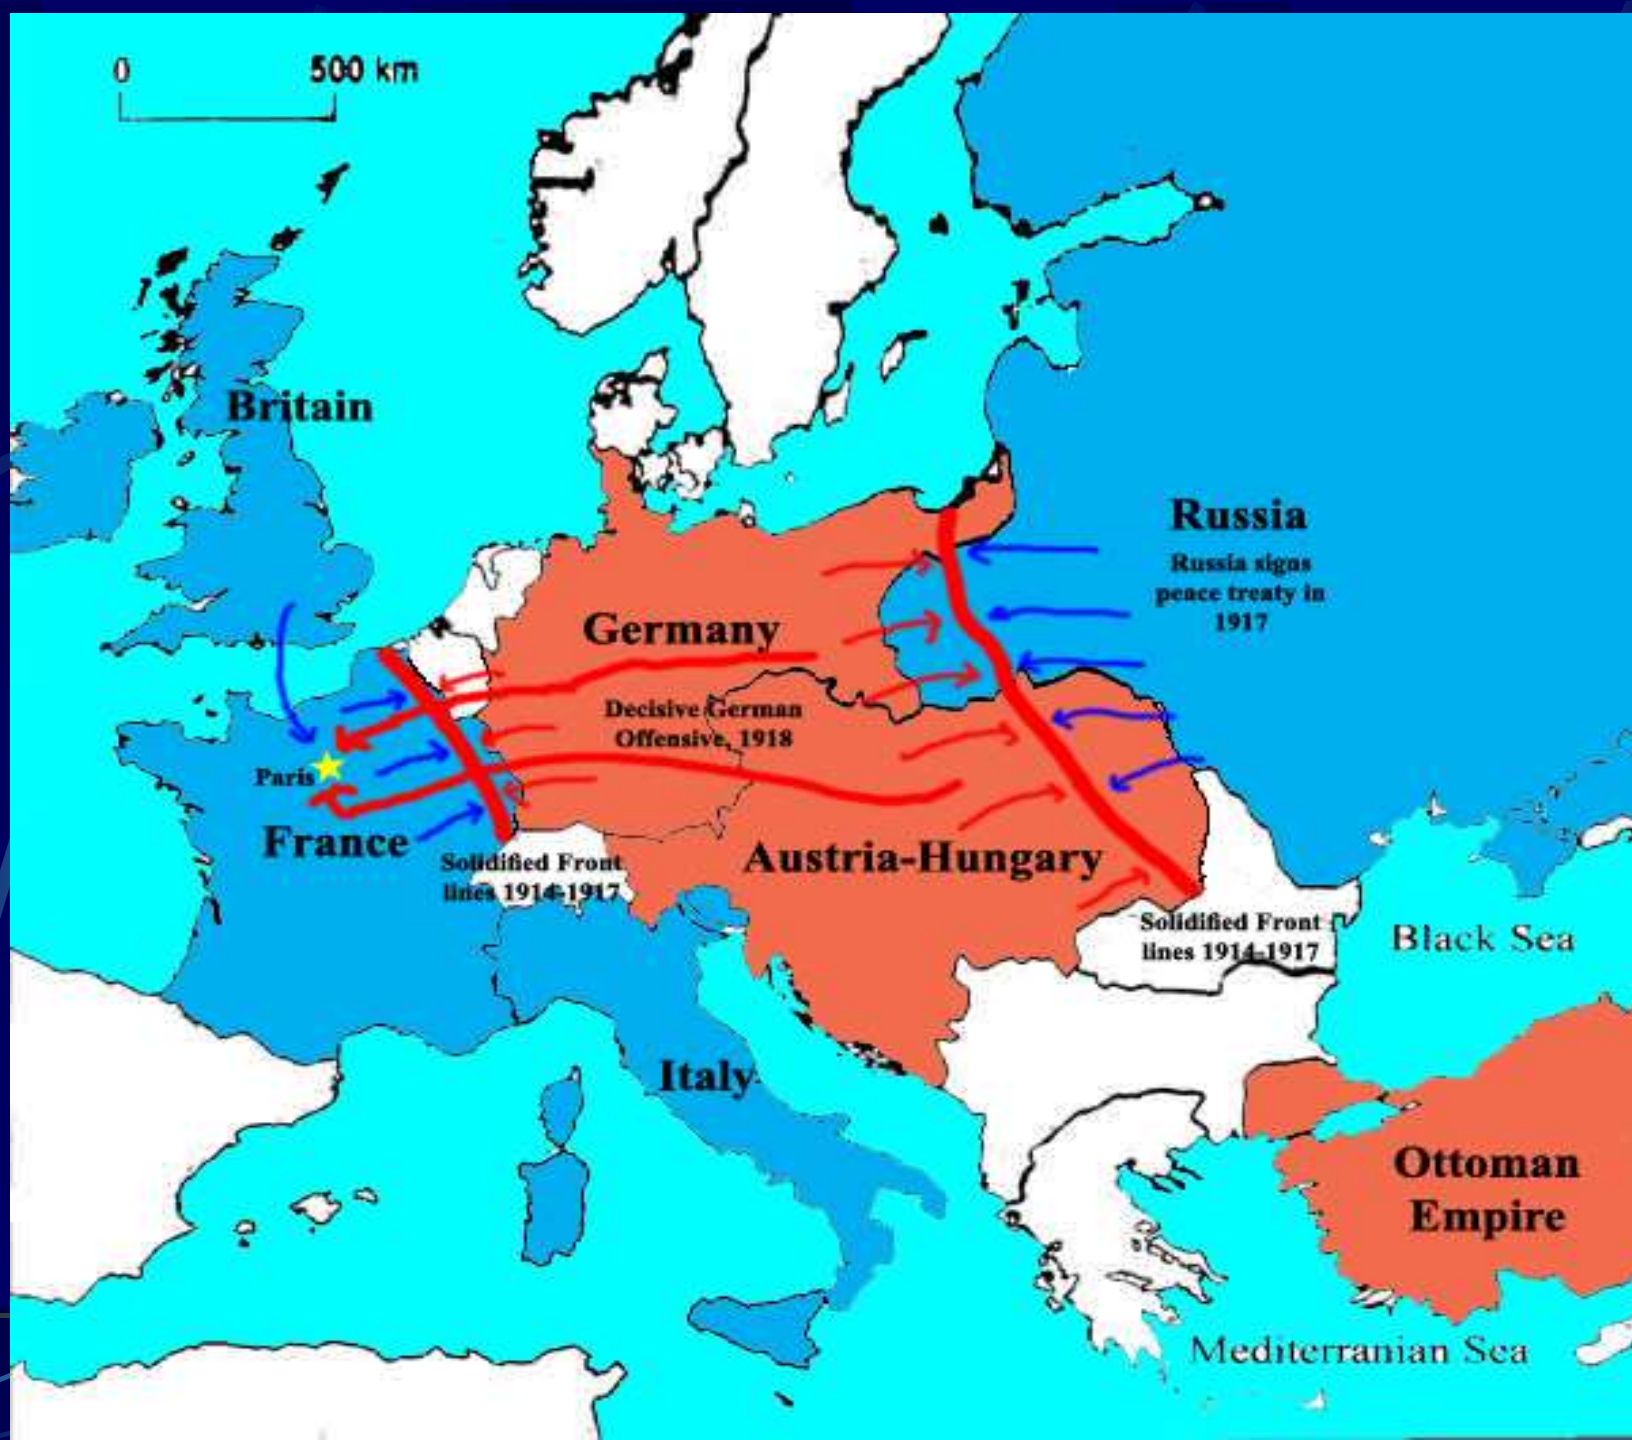 0 500 km
Britain
Russia
Russia signs
peace treaty in
1917
Germany
Decisive German
Offensive, 1918
Paris
France
Austria-Hungary
Solidified Front
lines 1914-1917
Solidified Front
lines 1914-1917
Black Sea
Italy
Ottoman
Empire
Mediterranian Sea